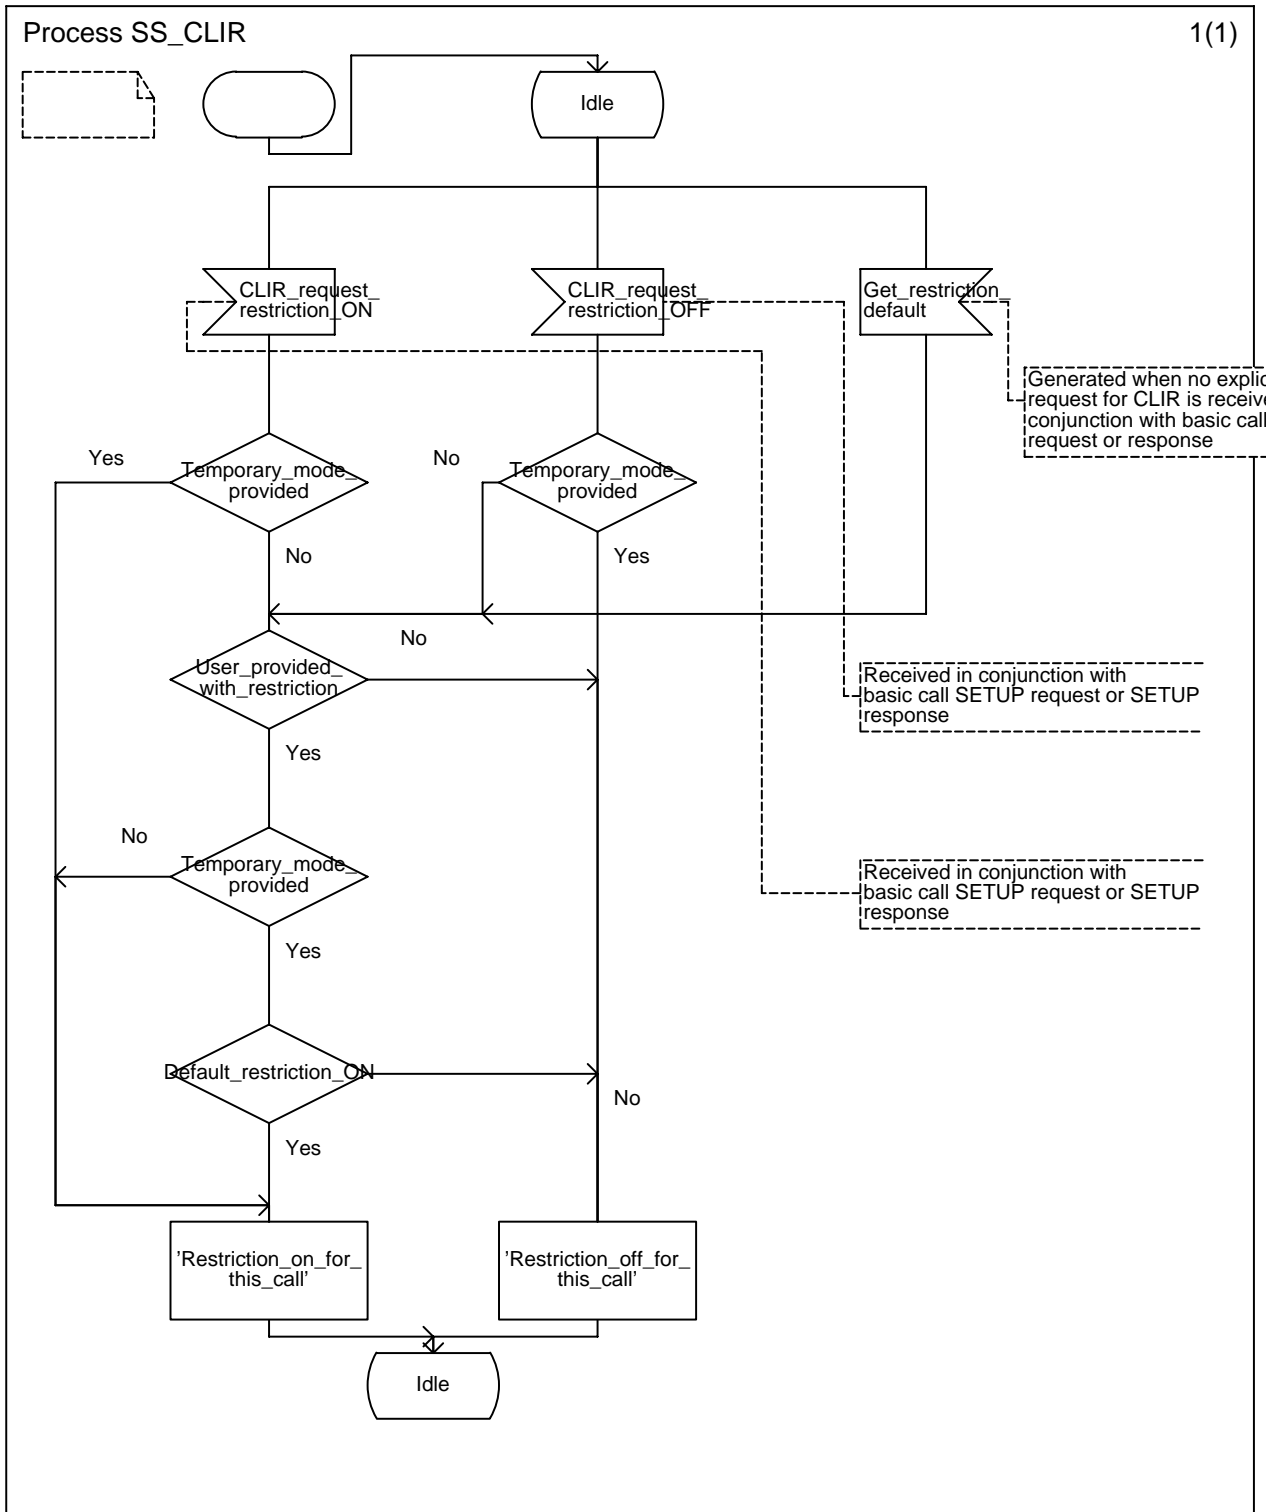 Process SS_CLIR
1(1)
Idle
CLIR_request_
restriction_ON
CLIR_request_
restriction_OFF
Get_restriction_
default
Generated when no explic
request for CLIR is receive
conjunction with basic call
request or response
Yes
Temporary_mode_
provided
No
No
Temporary_mode_
provided
Yes
User_provided_
with_restriction
No
Yes
Received in conjunction with
basic call SETUP request or SETUP
response
No
Temporary_mode_
provided
Yes
Received in conjunction with
basic call SETUP request or SETUP
response
Default_restriction_ON
No
Yes
'Restriction_on_for_
this_call'
'Restriction_off_for_
this_call'
Idle